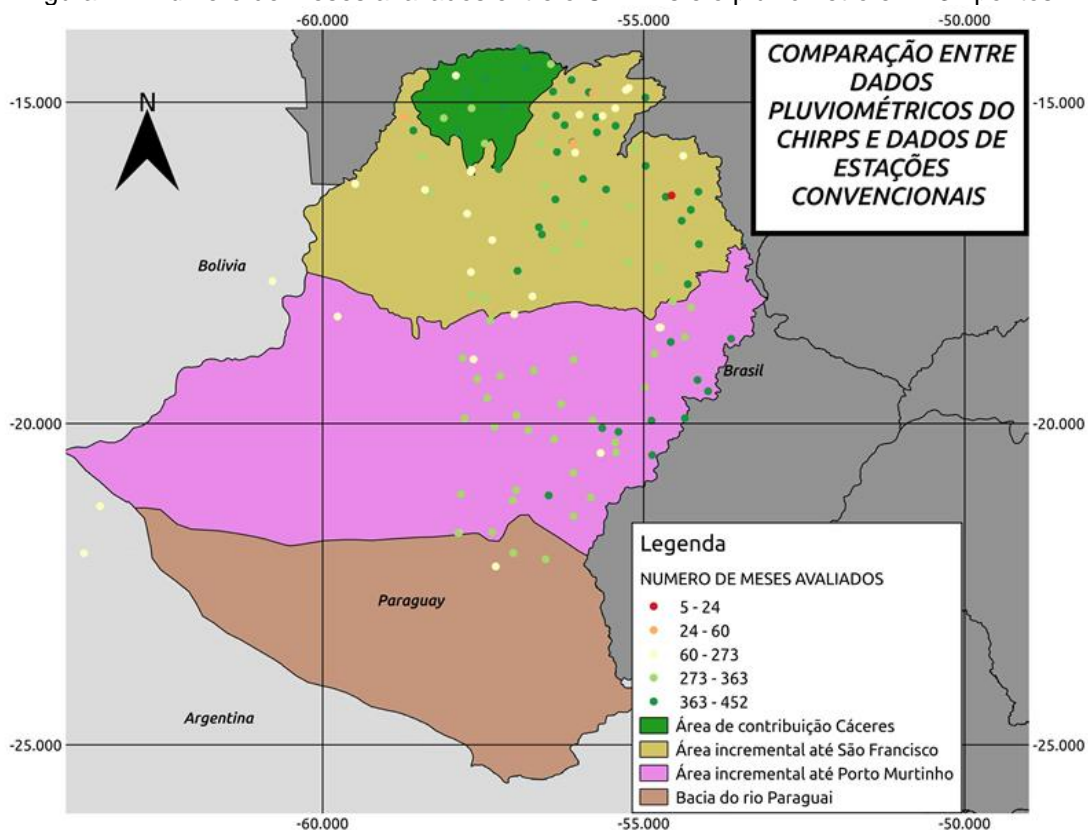 -60.000 -55.000 -50.000
COMPARAÇÃO ENTRE
DADOS
PLUVIOMÉTRICOS DO
CHIRPS E DADOS DE
ESTAÇÕES
CONVENCIONAIS
-15.000 -15.000
N
Bolivia
Brasil
-20.000 -20.000
Legenda
NUMERO DE MESES AVALIADOS
5 - 24
24 - 60
60 - 273
273 - 363
363 - 452
Área de contribuição Cáceres
Área incremental até São Francisco
Área incremental até Porto Murtinho
Bacia do rio Paraguai
Paraguay
Argentina
-25.000 -25.000
-60.000 -55.000 -50.000